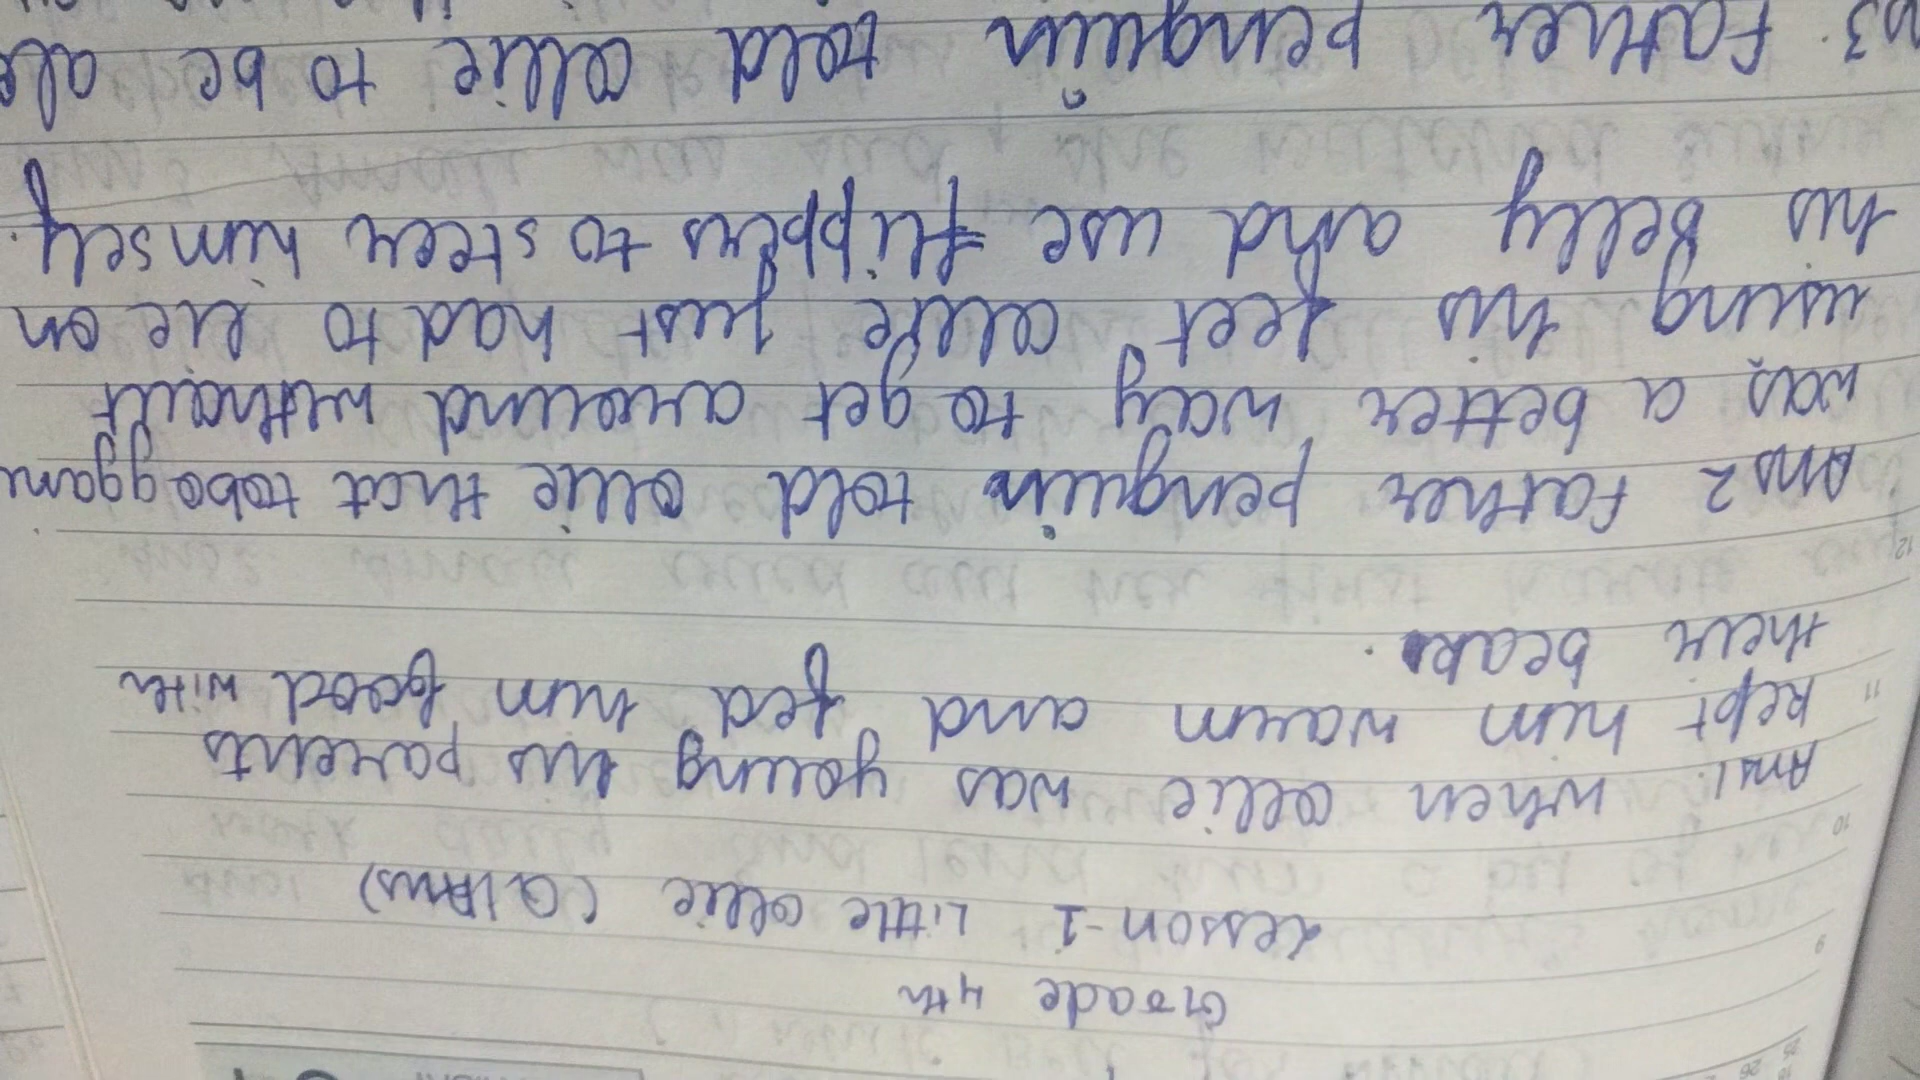 Grade 4th
Lesson-1 Little Ollie (Q/Ans)
Ans1. When Ollie was young his parents
kept him warm and fed him food with
their beak.
Ans2 Father penguin told Ollie that tobaggani
was a better way to get around without
using his feet Ollie just had to lie on
his belly and use flippers to steer himself.
ns3. Father penguin told Ollie to be ale